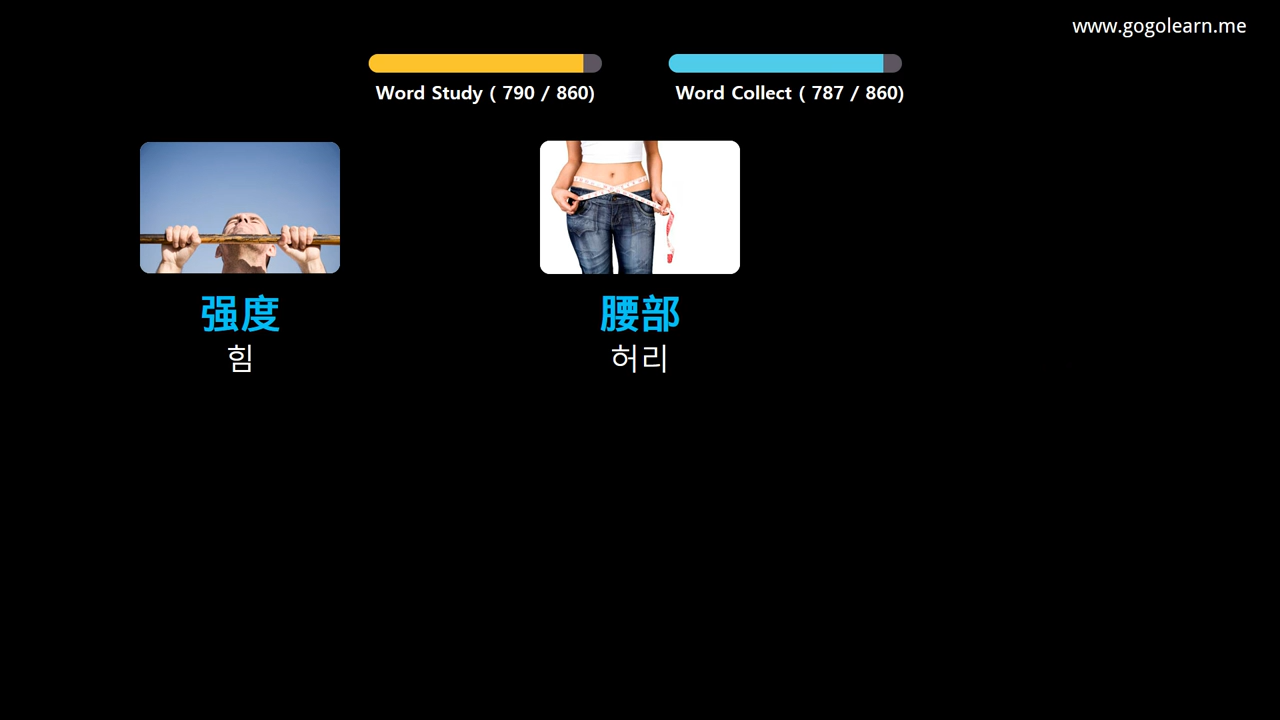 www.gogolearn.me
Word Study ( 790 / 860)
Word Collect ( 787 / 860)
强度
힘
腰部
허리